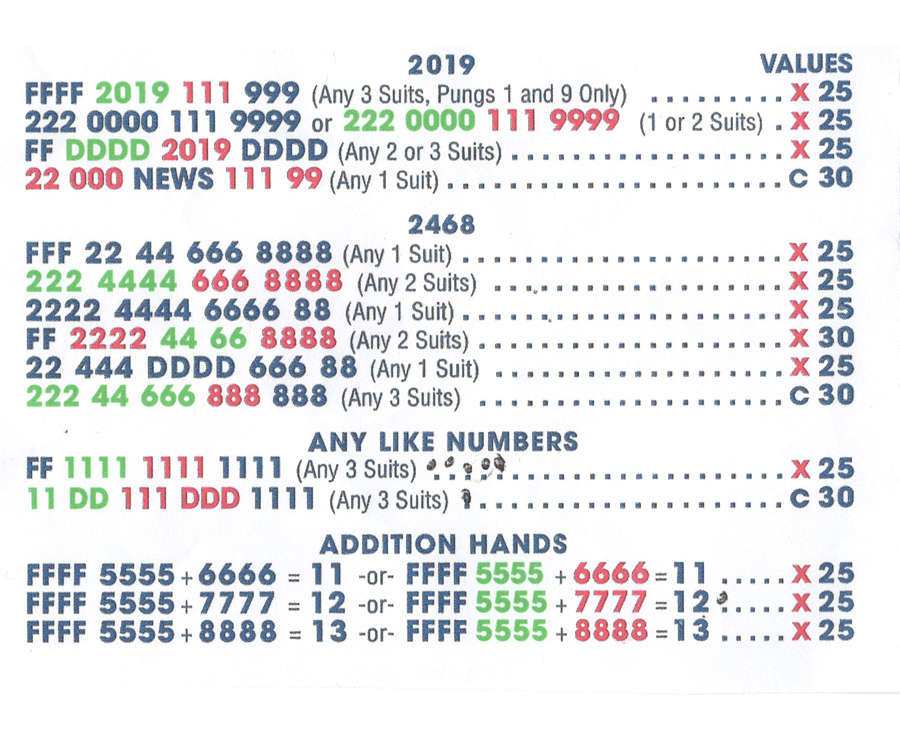 2019 VALUES
FFFF 2019 111 999 (Any 3 Suits, Pungs 1 and 9 Only) ......... X 25
222 0000 111 9999 or 222 0000 111 9999 (1 or 2 Suits) . X 25
FF DDDD 2019 DDDD (Any 2 or 3 Suits) .................... X 25
22 000 NEWS 111 99 (Any 1 Suit) ........................ C 30
2468
FFF 22 44 666 8888 (Any 1 Suit) ....................... X 25
222 4444 666 8888 (Any 2 Suits) ..................... X 25
2222 4444 6666 88 (Any 1 Suit) ....................... X 25
FF 2222 44 66 8888 (Any 2 Suits) ...................... X 30
22 444 DDDD 666 88 (Any 1 Suit) ..................... X 25
222 44 666 888 888 (Any 3 Suits) ...................... C 30
ANY LIKE NUMBERS
FF 1111 1111 1111 (Any 3 Suits) ......................... X 25
11 DD 111 DDD 1111 (Any 3 Suits) ....................... C 30
ADDITION HANDS
FFFF 5555 + 6666 = 11 -or- FFFF 5555 + 6666 = 11 ..... X 25
FFFF 5555 + 7777 = 12 -or- FFFF 5555 + 7777 = 12 ..... X 25
FFFF 5555 + 8888 = 13 -or- FFFF 5555 + 8888 = 13 ..... X 25